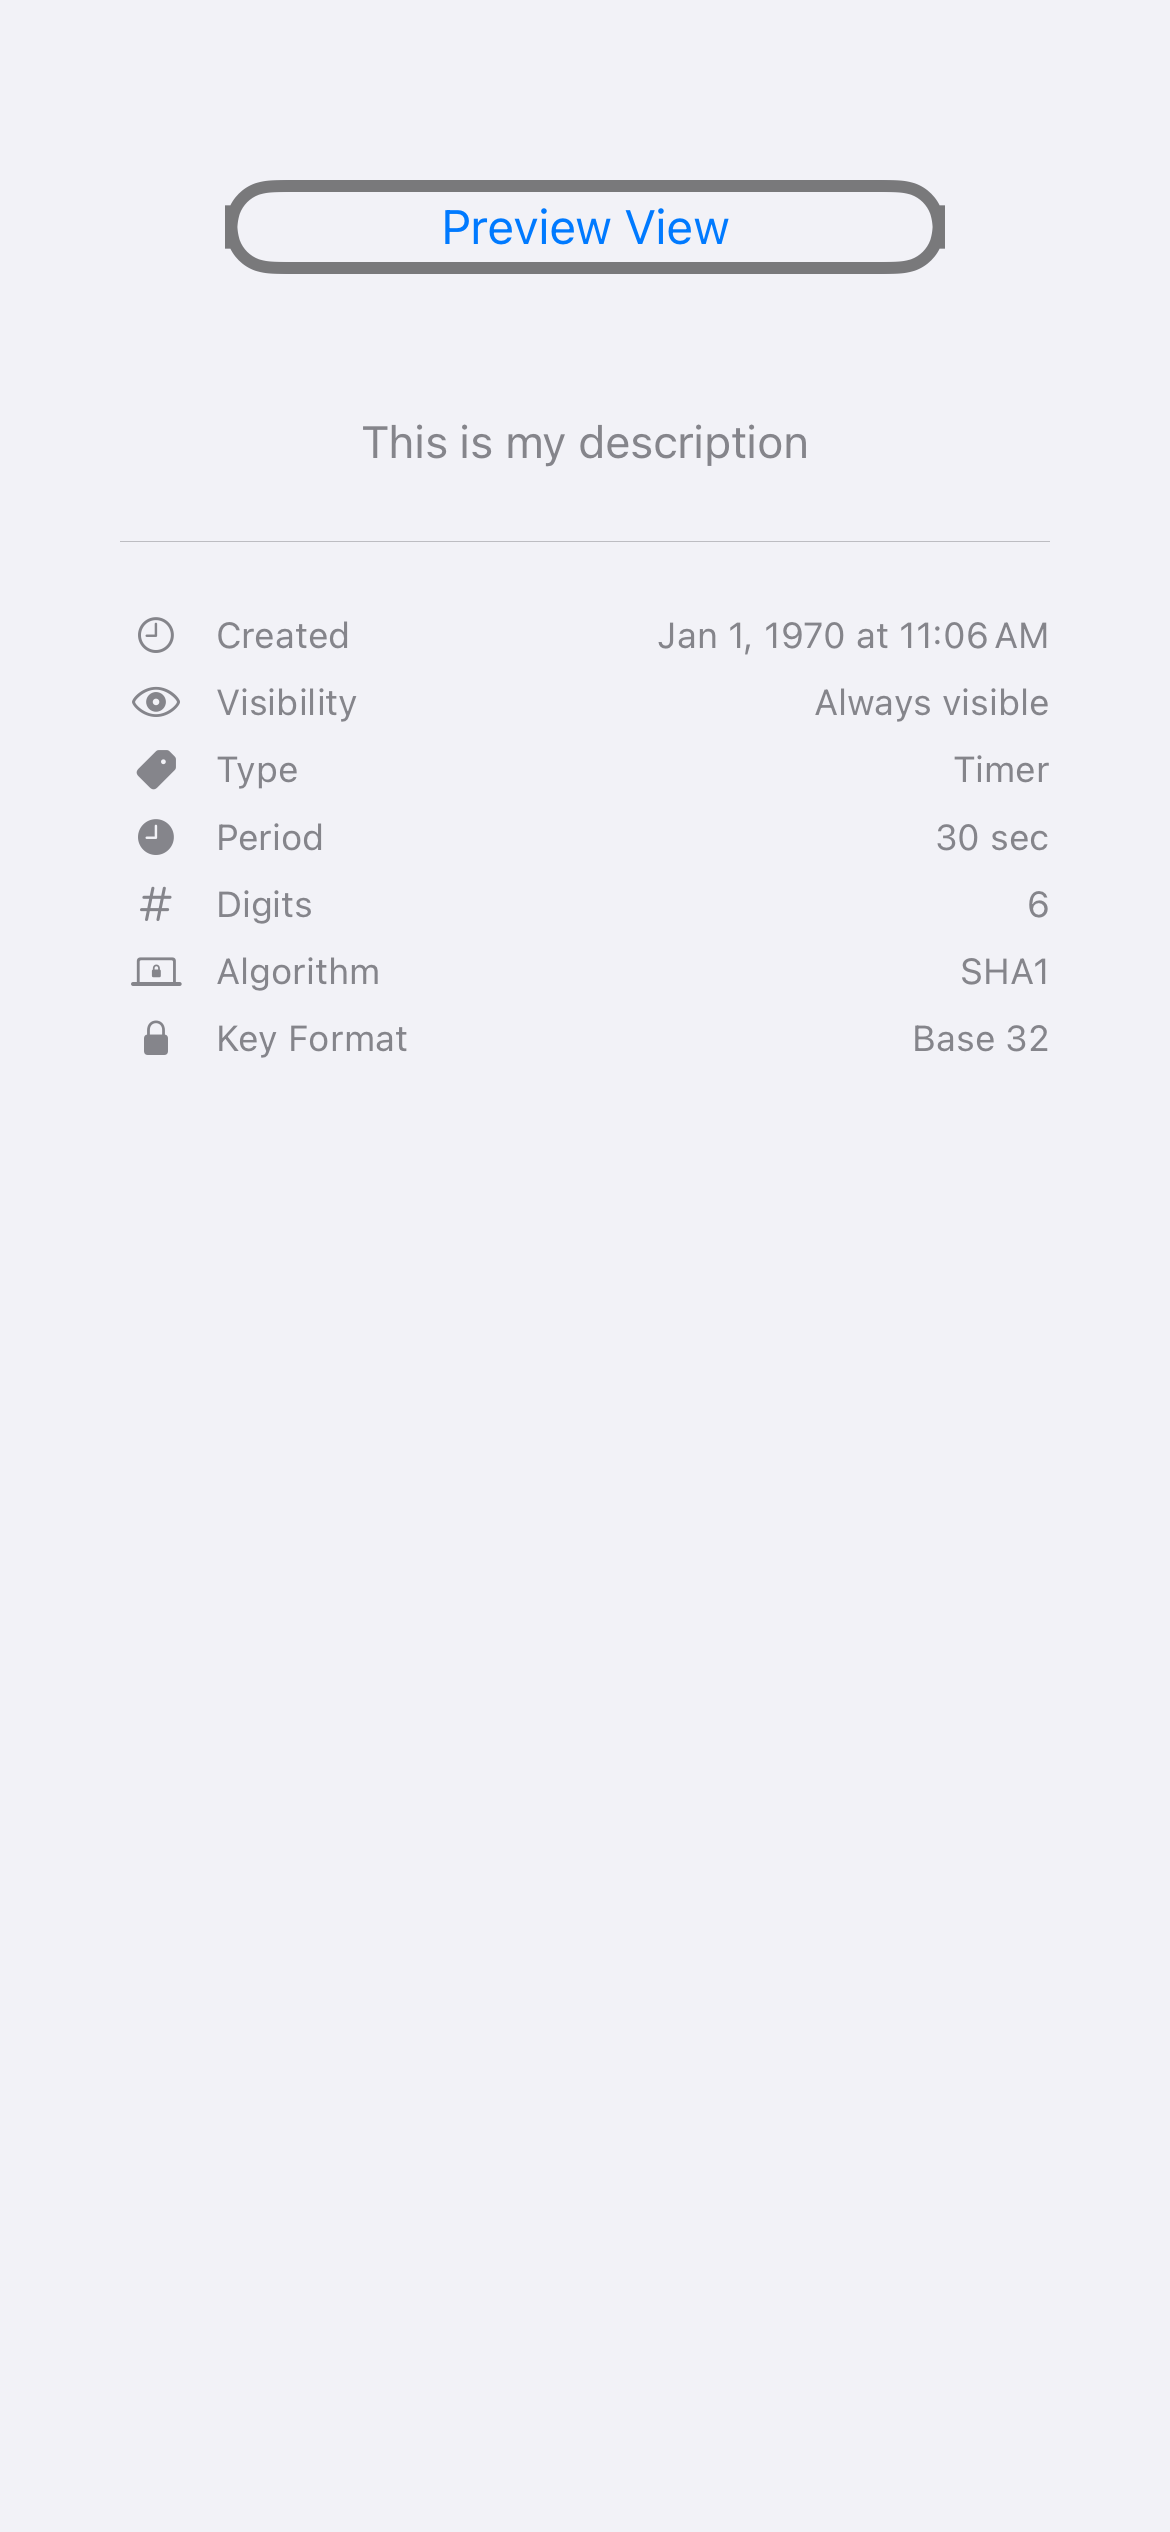 Preview View
This is my description
Created Jan 1, 1970 at 11:06 AM
Visibility Always visible
Type Timer
Period 30 sec
Digits 6
Algorithm SHA1
Key Format Base 32